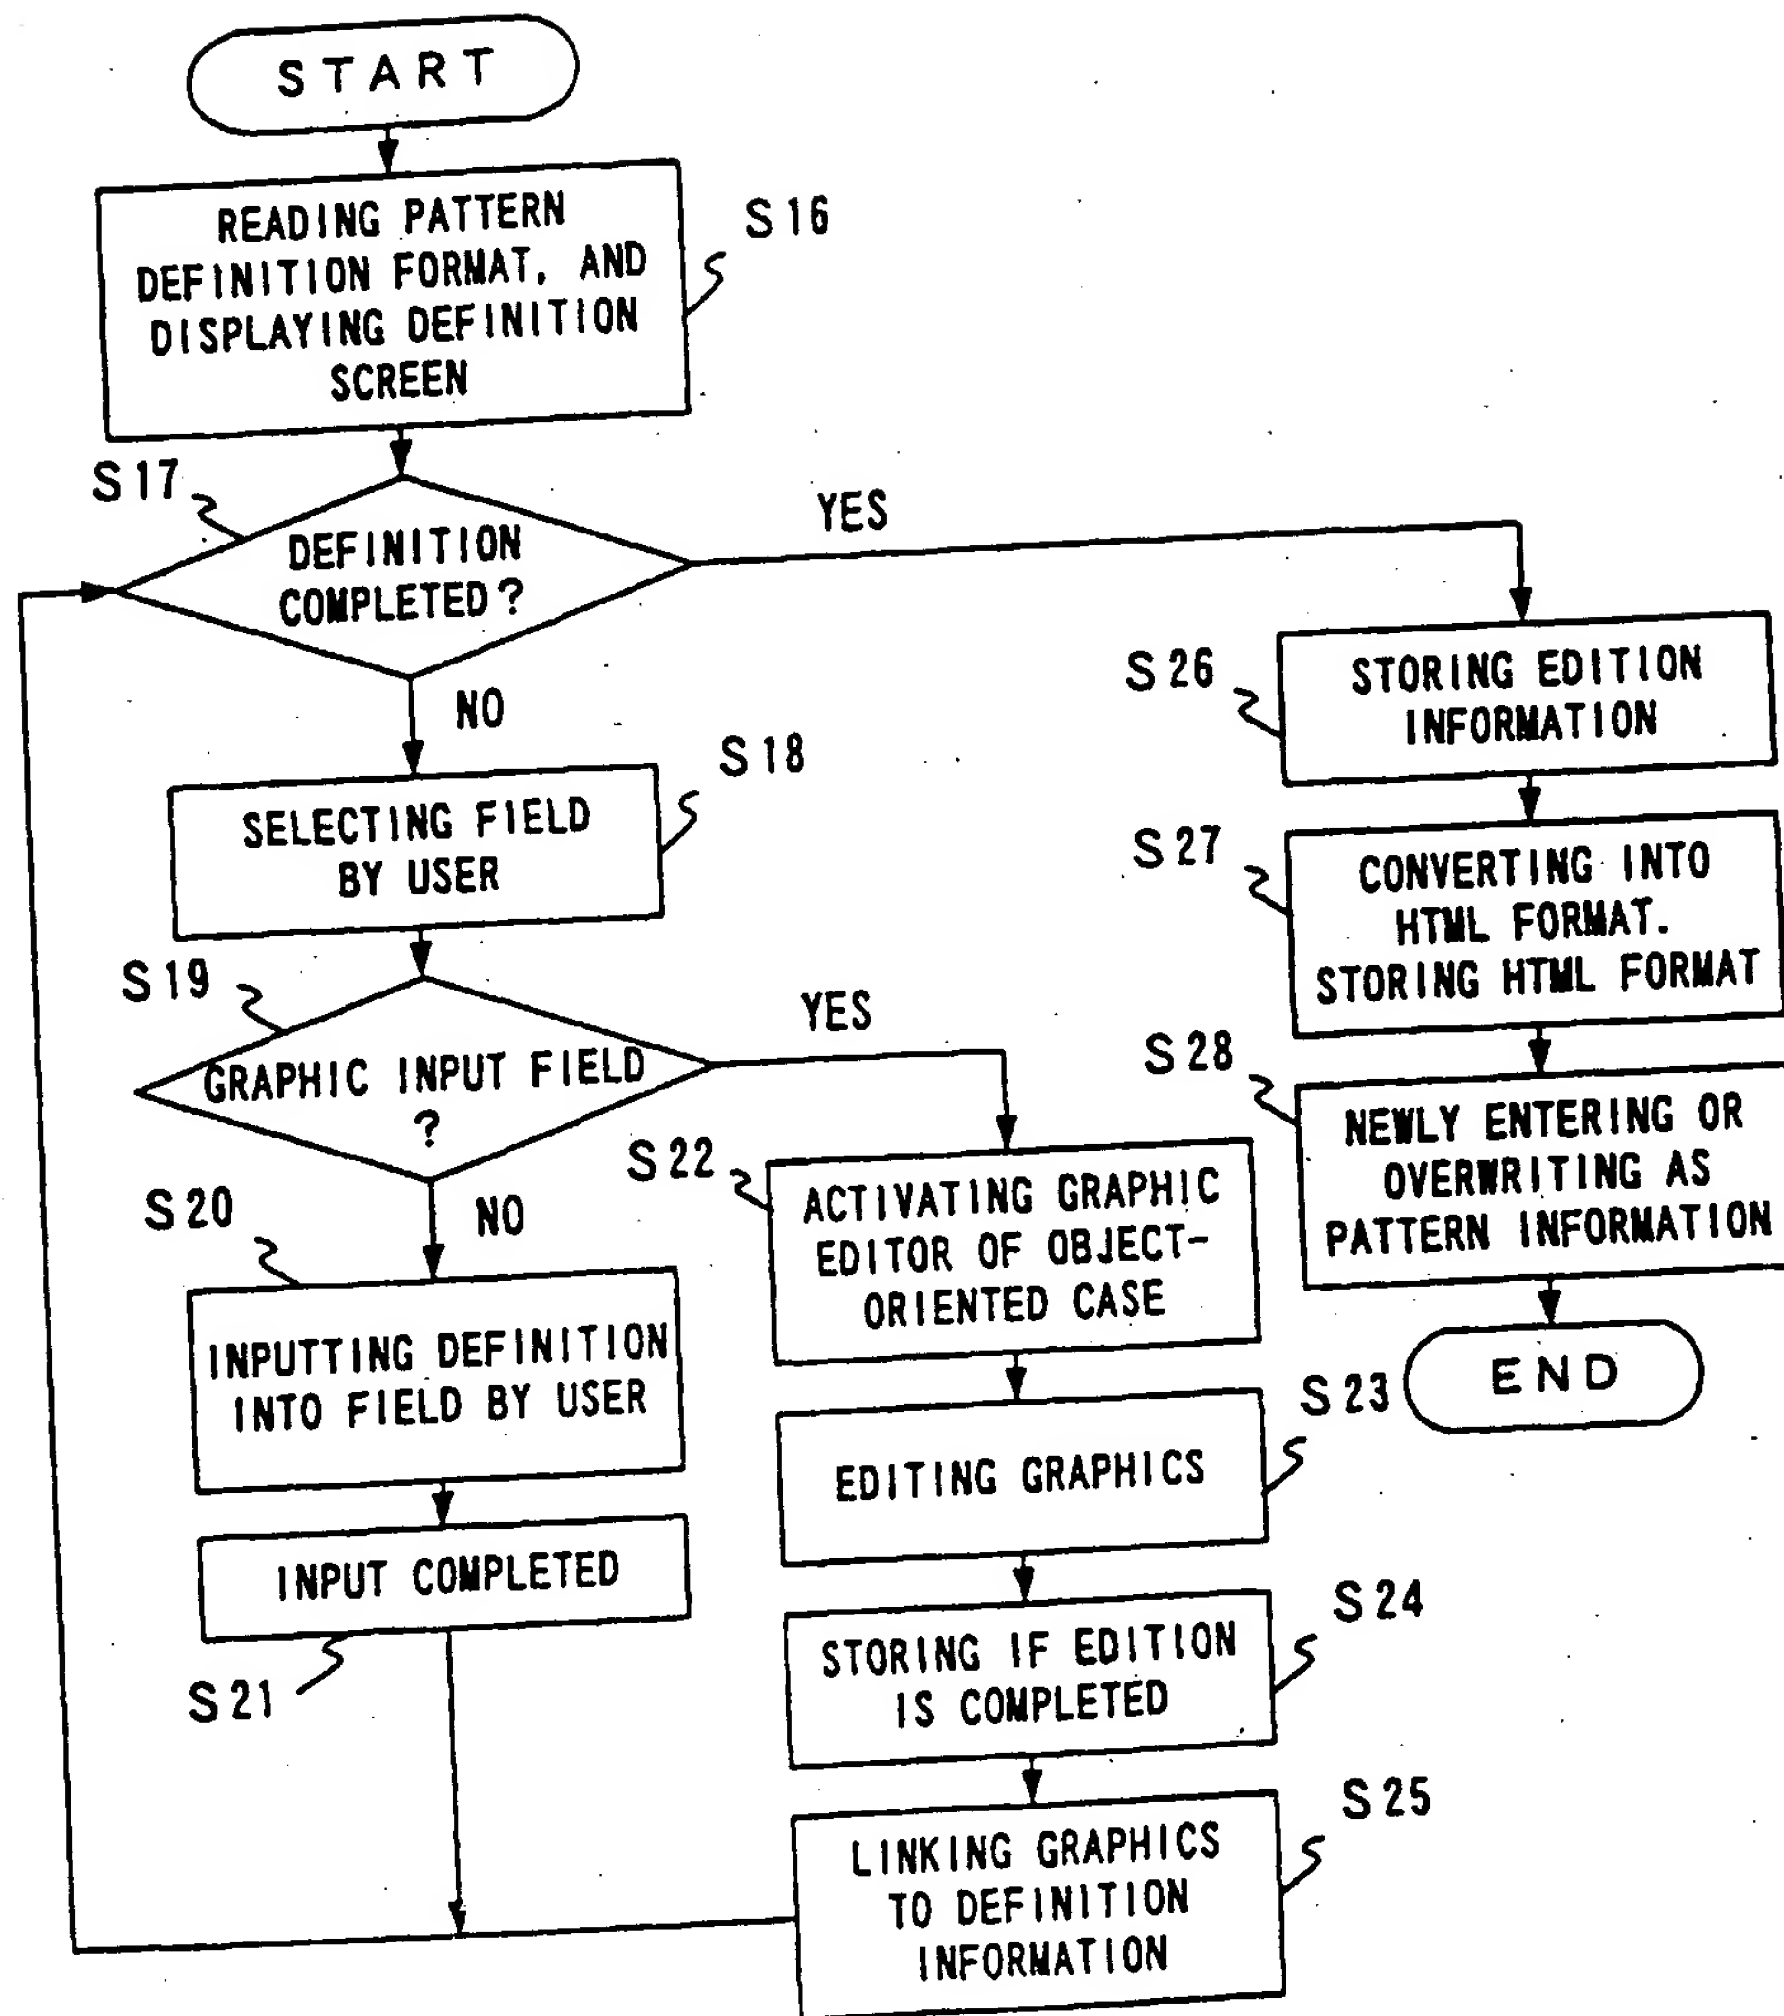 START
READING PATTERN
DEFINITION FORMAT, AND
DISPLAYING DEFINITION
SCREEN
S16
S17
DEFINITION
COMPLETED?
YES
NO
S18
SELECTING FIELD
BY USER
S19
GRAPHIC INPUT FIELD
?
YES
NO
S20
INPUTTING DEFINITION
INTO FIELD BY USER
INPUT COMPLETED
S21
S22
ACTIVATING GRAPHIC
EDITOR OF OBJECT-
ORIENTED CASE
S23
EDITING GRAPHICS
S24
STORING IF EDITION
IS COMPLETED
S25
LINKING GRAPHICS
TO DEFINITION
INFORMATION
S26
STORING EDITION
INFORMATION
S27
CONVERTING INTO
HTML FORMAT.
STORING HTML FORMAT
S28
NEWLY ENTERING OR
OVERWRITING AS
PATTERN INFORMATION
END